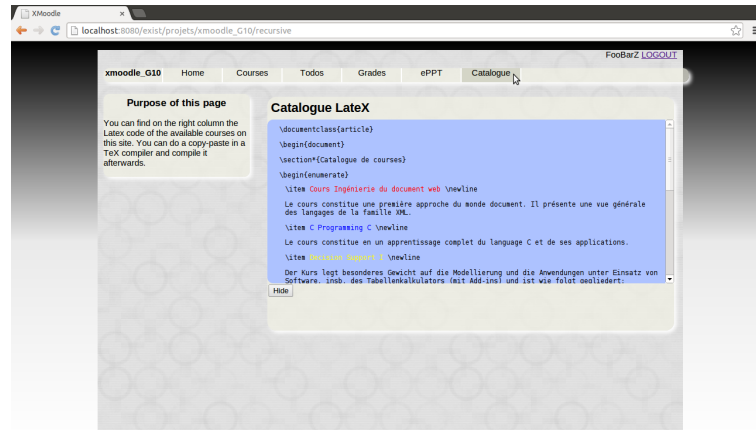 XMoodle
localhost:8080/exist/projets/xmoodle_G10/recursive
FooBarZ LOGOUT
xmoodle_G10 Home Courses Todos Grades ePPT Catalogue
Purpose of this page
You can find on the right column the
Latex code of the available courses on
this site. You can do a copy-paste in a
TeX compiler and compile it
afterwards.
Catalogue LateX
\documentclass{article}
\begin{document}
\section*{Catalogue de courses}
\begin{enumerate}
\item Cours Ingénierie du document web \newline
Le cours constitue une première approche du monde document. Il présente une vue générale
des langages de la famille XML.
\item C Programming C \newline
Le cours constitue en un apprentissage complet du language C et de ses applications.
\item Decision Support 1 \newline
Der Kurs legt besonderes Gewicht auf die Modellierung und die Anwendungen unter Einsatz von
Software, insb. des Tabellenkalkulators (mit Add-ins) und ist wie folgt gegliedert:
Hide